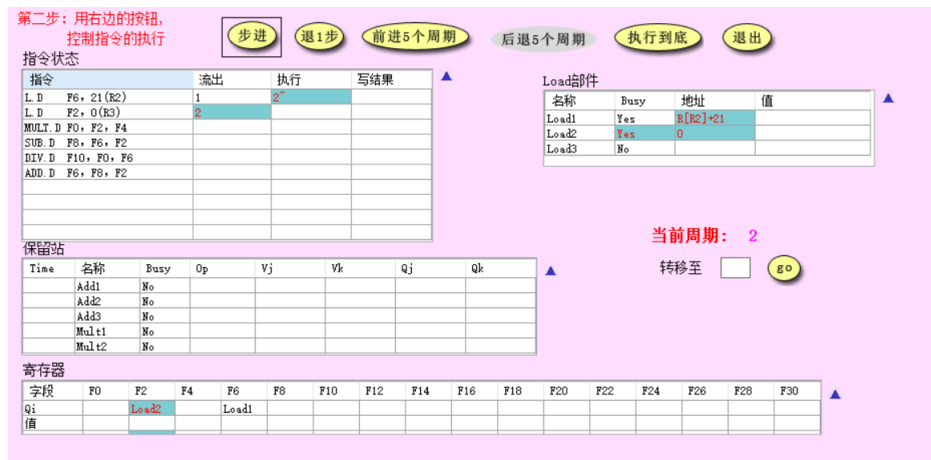 第二步：用右边的按钮，
控制指令的执行
步进 退1步 前进5个周期 后退5个周期 执行到底 退出
指令状态
指令 流出 执行 写结果
L.D F6，21(R2) 1 2~
L.D F2，0(R3) 2
MULT.D F0，F2，F4
SUB.D F8，F6，F2
DIV.D F10，F0，F6
ADD.D F6，F8，F2
Load部件
名称 Busy 地址 值
Load1 Yes R[R2]+21
Load2 Yes 0
Load3 No
当前周期： 2
转移至 go
保留站
Time 名称 Busy Op Vj Vk Qj Qk
Add1 No
Add2 No
Add3 No
Mult1 No
Mult2 No
寄存器
字段 F0 F2 F4 F6 F8 F10 F12 F14 F16 F18 F20 F22 F24 F26 F28 F30
Qi Load2 Load1
值